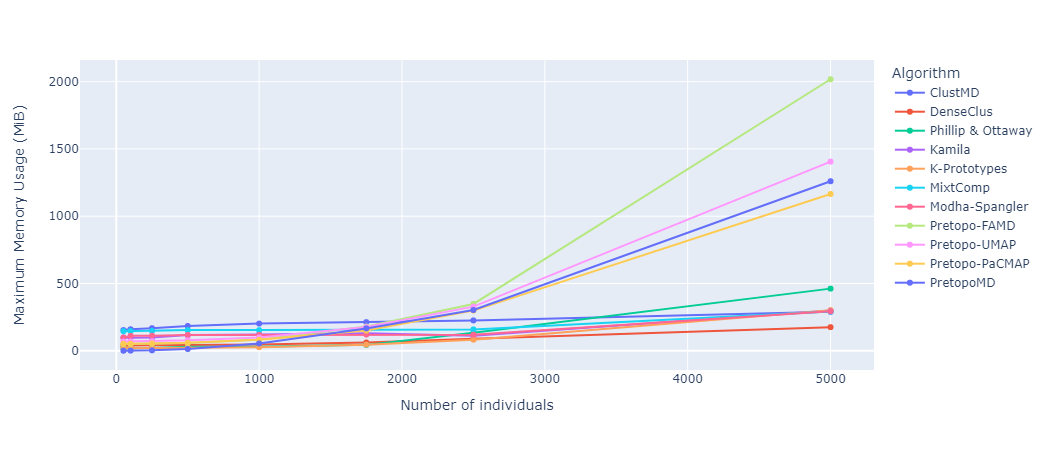 Maximum Memory Usage (MiB)
2000
1500
1000
500
0
0
1000
2000
3000
4000
5000
Number of individuals
Algorithm
ClustMD
DenseClus
Phillip & Ottaway
Kamila
K-Prototypes
MixtComp
Modha-Spangler
Pretopo-FAMD
Pretopo-UMAP
Pretopo-PaCMAP
PretopoMD